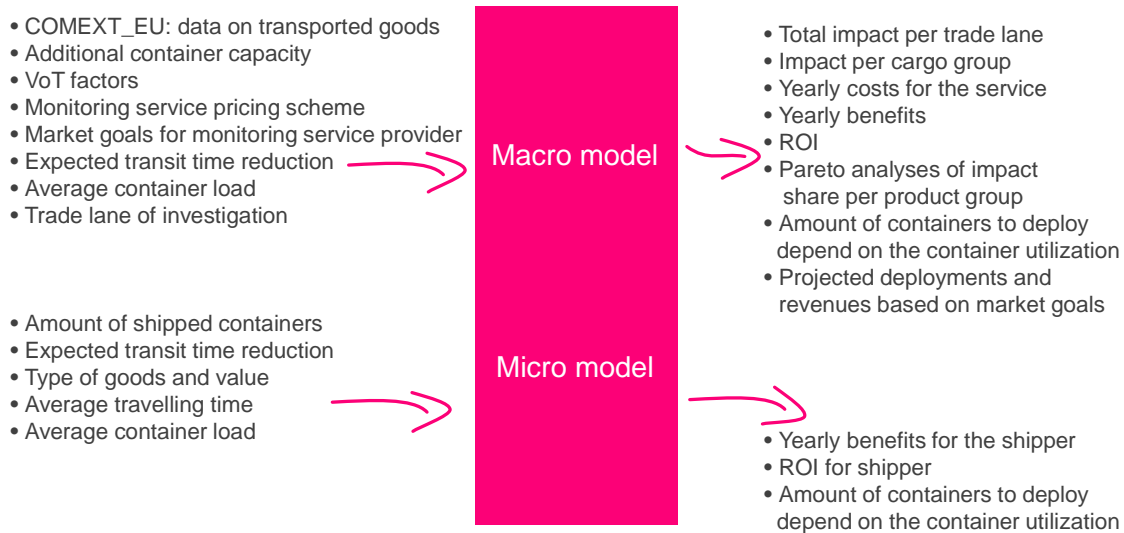 • COMEXT_EU: data on transported goods
• Additional container capacity
• VoT factors
• Monitoring service pricing scheme
• Market goals for monitoring service provider
• Expected transit time reduction
• Average container load
• Trade lane of investigation
Macro model
• Total impact per trade lane
• Impact per cargo group
• Yearly costs for the service
• Yearly benefits
• ROI
• Pareto analyses of impact
share per product group
• Amount of containers to deploy
depend on the container utilization
• Projected deployments and
revenues based on market goals
• Amount of shipped containers
• Expected transit time reduction
• Type of goods and value
• Average travelling time
• Average container load
Micro model
• Yearly benefits for the shipper
• ROI for shipper
• Amount of containers to deploy
depend on the container utilization